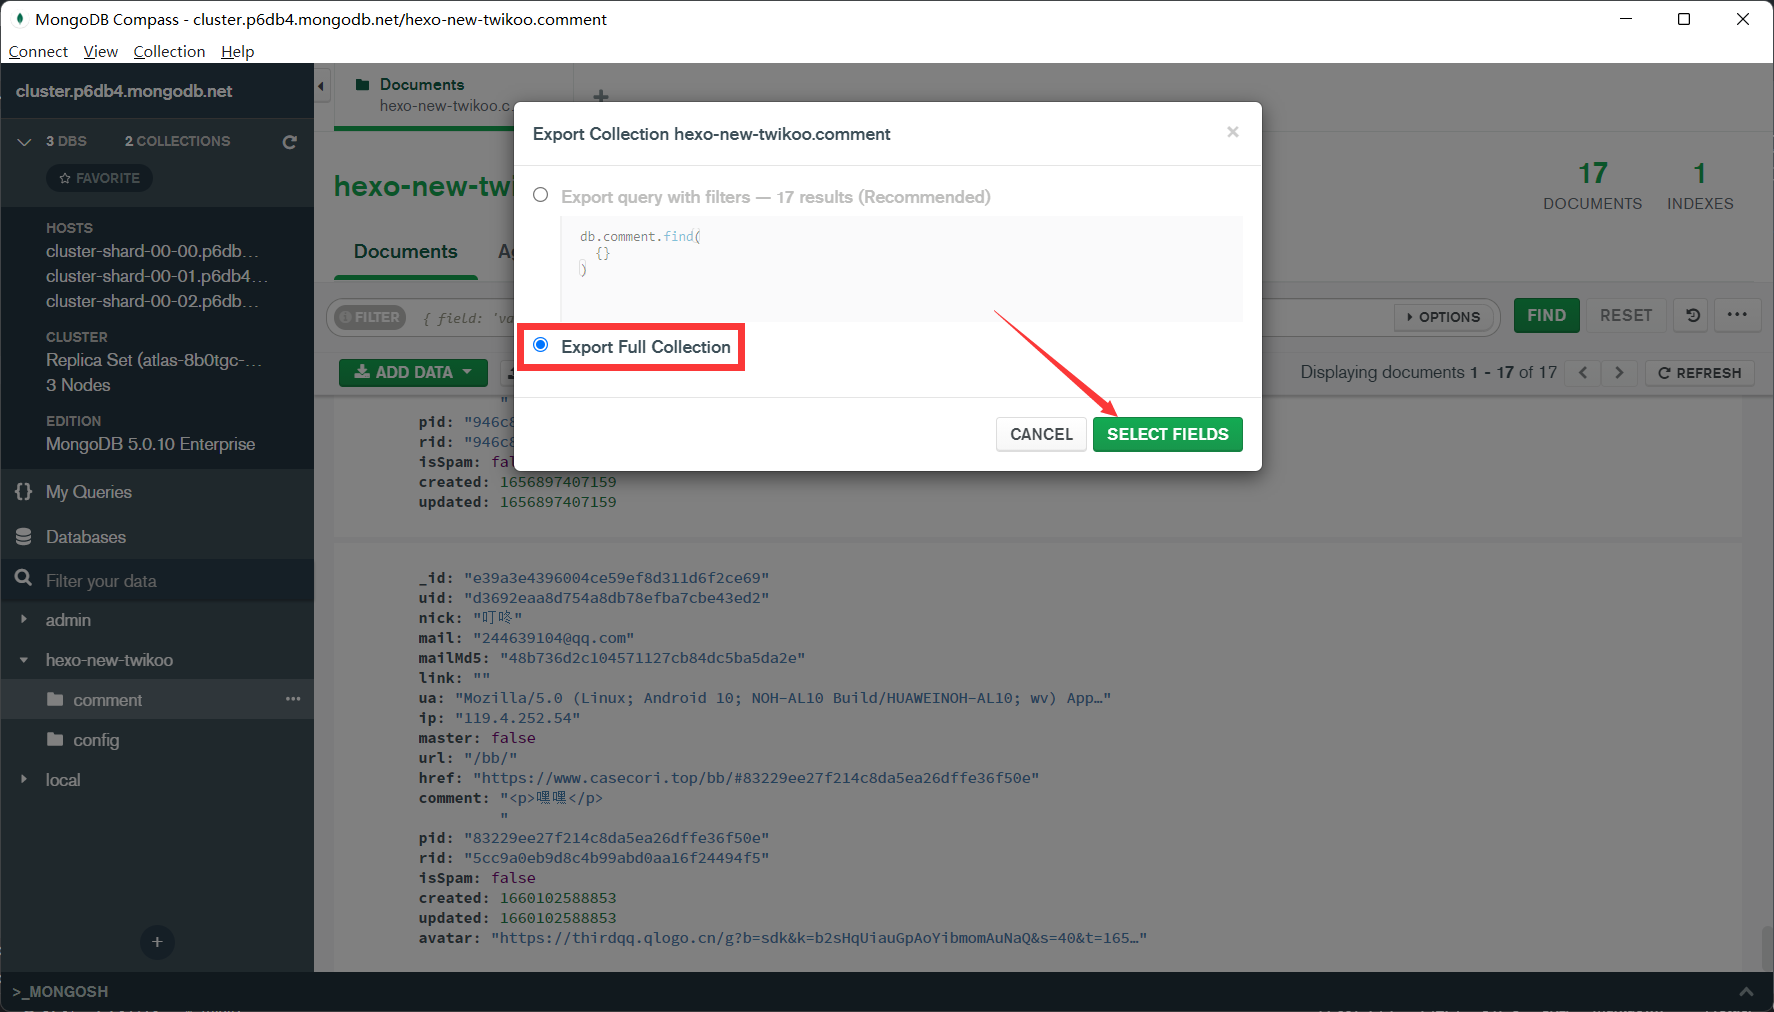 MongoDB Compass - cluster.p6db4.mongodb.net/hexo-new-twikoo.comment
Connect View Collection Help
cluster.p6db4.mongodb.net
3 DBS 2 COLLECTIONS
FAVORITE
HOSTS
cluster-shard-00-00.p6db...
cluster-shard-00-01.p6db4...
cluster-shard-00-02.p6db...
CLUSTER
Replica Set (atlas-8b0tgc-...
3 Nodes
EDITION
MongoDB 5.0.10 Enterprise
{} My Queries
Databases
Filter your data
admin
hexo-new-twikoo
comment
config
local
>_MONGOSH
Documents
hexo-new-twikoo.c
hexo-new-twi
17
DOCUMENTS
1
INDEXES
Documents
FILTER { field: 'va
OPTIONS
FIND
RESET
ADD DATA
Displaying documents 1 - 17 of 17
REFRESH
Export Collection hexo-new-twikoo.comment
Export query with filters — 17 results (Recommended)
db.comment.find(
{}
)
Export Full Collection
CANCEL
SELECT FIELDS
"
pid: "946c8
rid: "946c8
isSpam: fal
created: 1656897407159
updated: 1656897407159
_id: "e39a3e4396004ce59ef8d311d6f2ce69"
uid: "d3692eaa8d754a8db78efba7cbe43ed2"
nick: "叮咚"
mail: "244639104@qq.com"
mailMd5: "48b736d2c104571127cb84dc5ba5da2e"
link: ""
ua: "Mozilla/5.0 (Linux; Android 10; NOH-AL10 Build/HUAWEINOH-AL10; wv) App…"
ip: "119.4.252.54"
master: false
url: "/bb/"
href: "https://www.casecori.top/bb/#83229ee27f214c8da5ea26dffe36f50e"
comment: "<p>嘿嘿</p>
"
pid: "83229ee27f214c8da5ea26dffe36f50e"
rid: "5cc9a0eb9d8c4b99abd0aa16f24494f5"
isSpam: false
created: 1660102588853
updated: 1660102588853
avatar: "https://thirdqq.qlogo.cn/g?b=sdk&k=b2sHqUiauGpAoYibmomAuNaQ&s=40&t=165…"